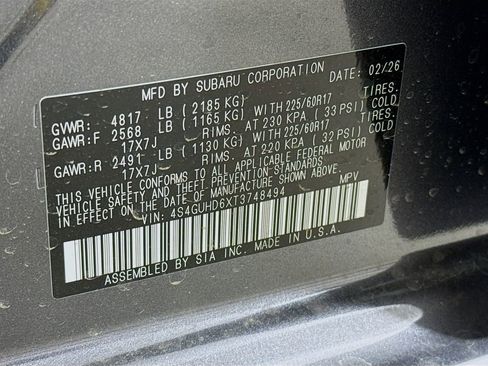 MFD BY SUBARU CORPORATION DATE: 02/26
GVWR: 4817 LB ( 2185 KG)
GAWR:F 2568 LB ( 1165 KG) WITH 225/60R17 TIRES.
17X7J RIMS. AT 230 KPA ( 33 PSI) COLD
GAWR:R 2491 LB ( 1130 KG) WITH 225/60R17 TIRES.
17X7J RIMS. AT 220 KPA ( 32 PSI) COLD
THIS VEHICLE CONFORMS TO ALL APPLICABLE FEDERAL MOTOR
VEHICLE SAFETY STANDARDS IN EFFECT ON THE
DATE OF MANUFACTURE SHOWN ABOVE.
VIN: 4S4GUHD6XT3748494 MPV
ASSEMBLED BY SIA INC. MADE IN U.S.A.